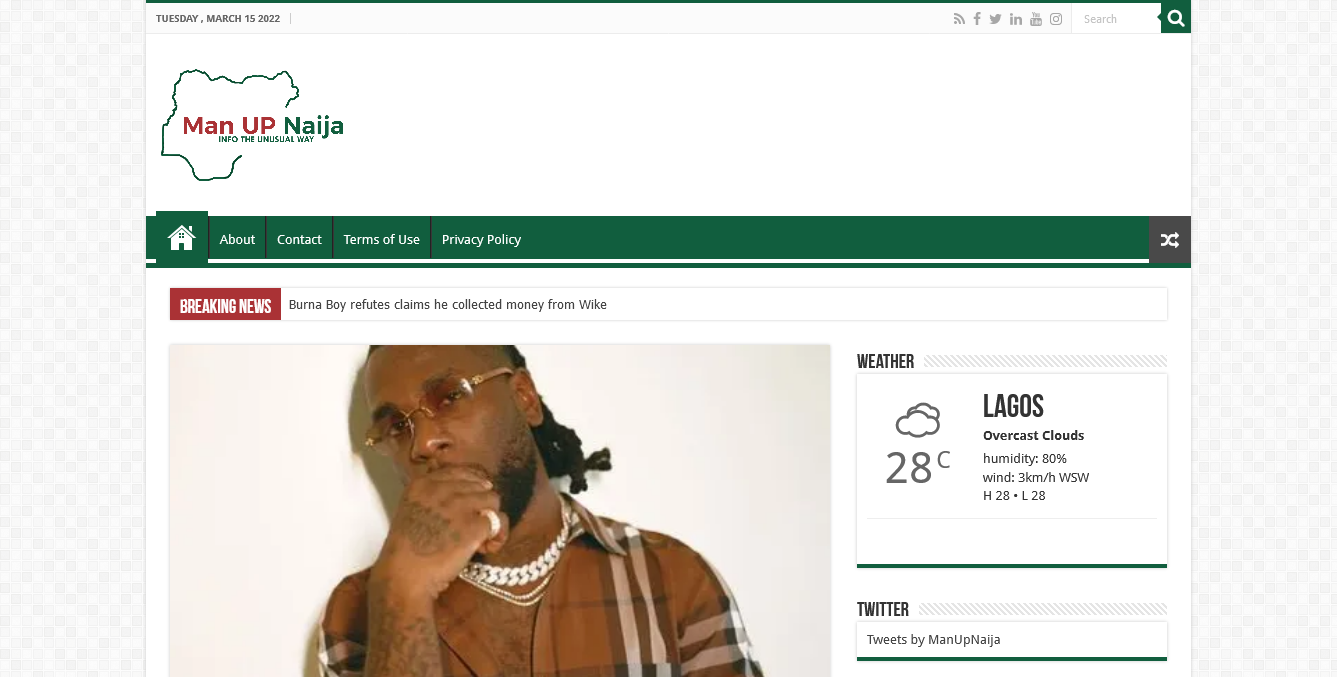 TUESDAY , MARCH 15 2022
Search
Man UP Naija
INFO THE UNUSUAL WAY
About
Contact
Terms of Use
Privacy Policy
BREAKING NEWS
Burna Boy refutes claims he collected money from Wike
WEATHER
LAGOS
Overcast Clouds
28 C
humidity: 80%
wind: 3km/h WSW
H 28 • L 28
TWITTER
Tweets by ManUpNaija